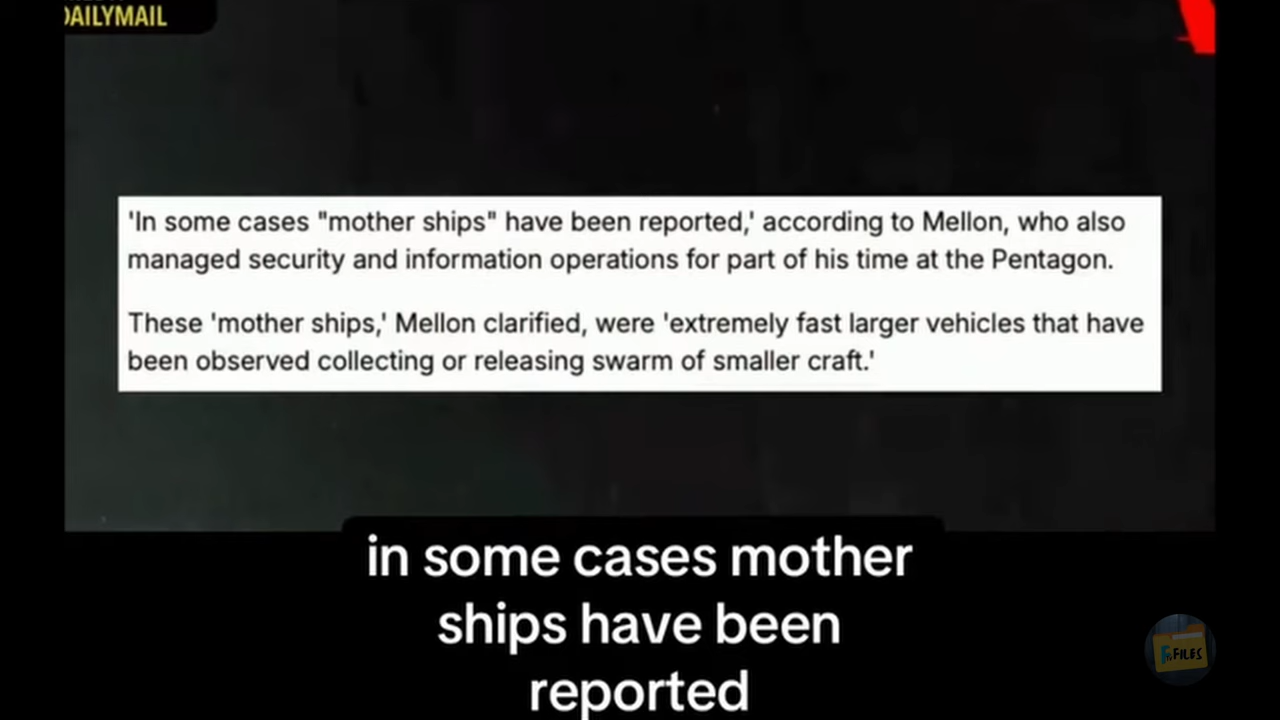 DAILYMAIL
'In some cases "mother ships" have been reported,' according to Mellon, who also
managed security and information operations for part of his time at the Pentagon.
These 'mother ships,' Mellon clarified, were 'extremely fast larger vehicles that have
been observed collecting or releasing swarm of smaller craft.'
in some cases mother
ships have been
reported
FILES